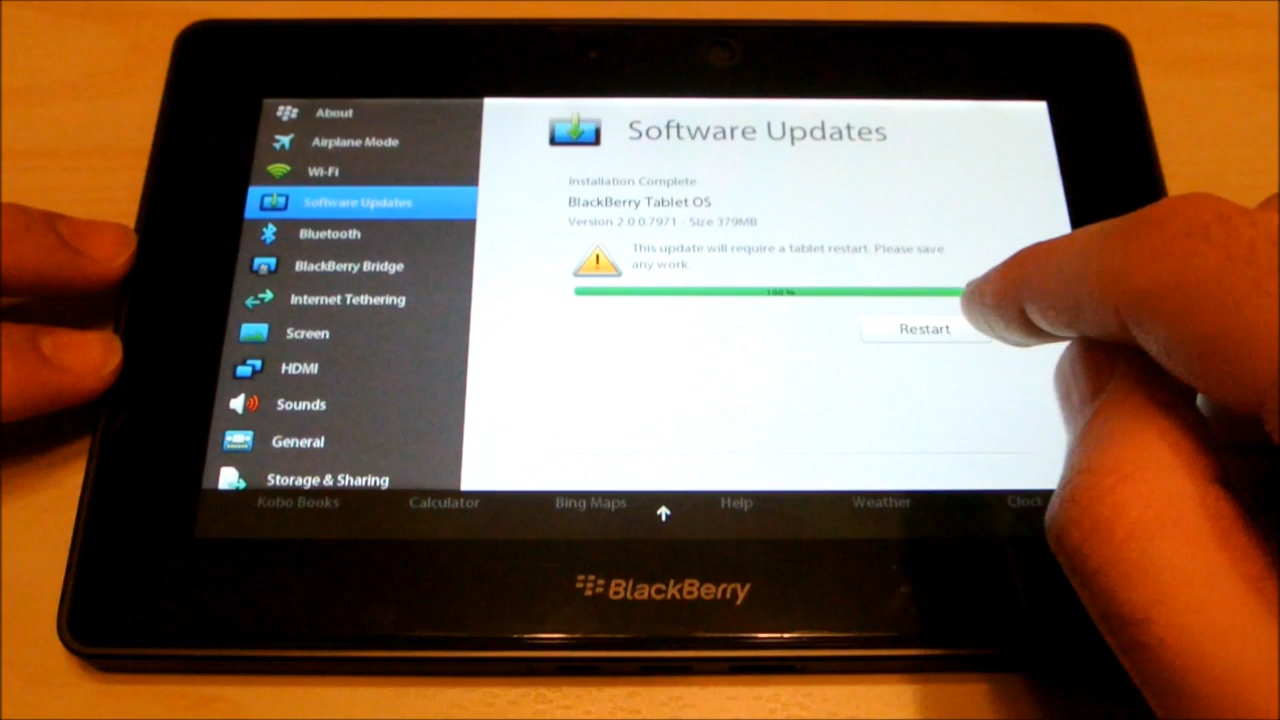 About
Airplane Mode
Wi-Fi
Software Updates
Bluetooth
BlackBerry Bridge
Internet Tethering
Screen
HDMI
Sounds
General
Storage & Sharing
Software Updates
Installation Complete
BlackBerry Tablet OS
Version 2.0.0.7971 - Size 379MB
This update will require a tablet restart. Please save
any work.
100 %
Restart
Kobo Books Calculator Bing Maps Help Weather Clock
BlackBerry